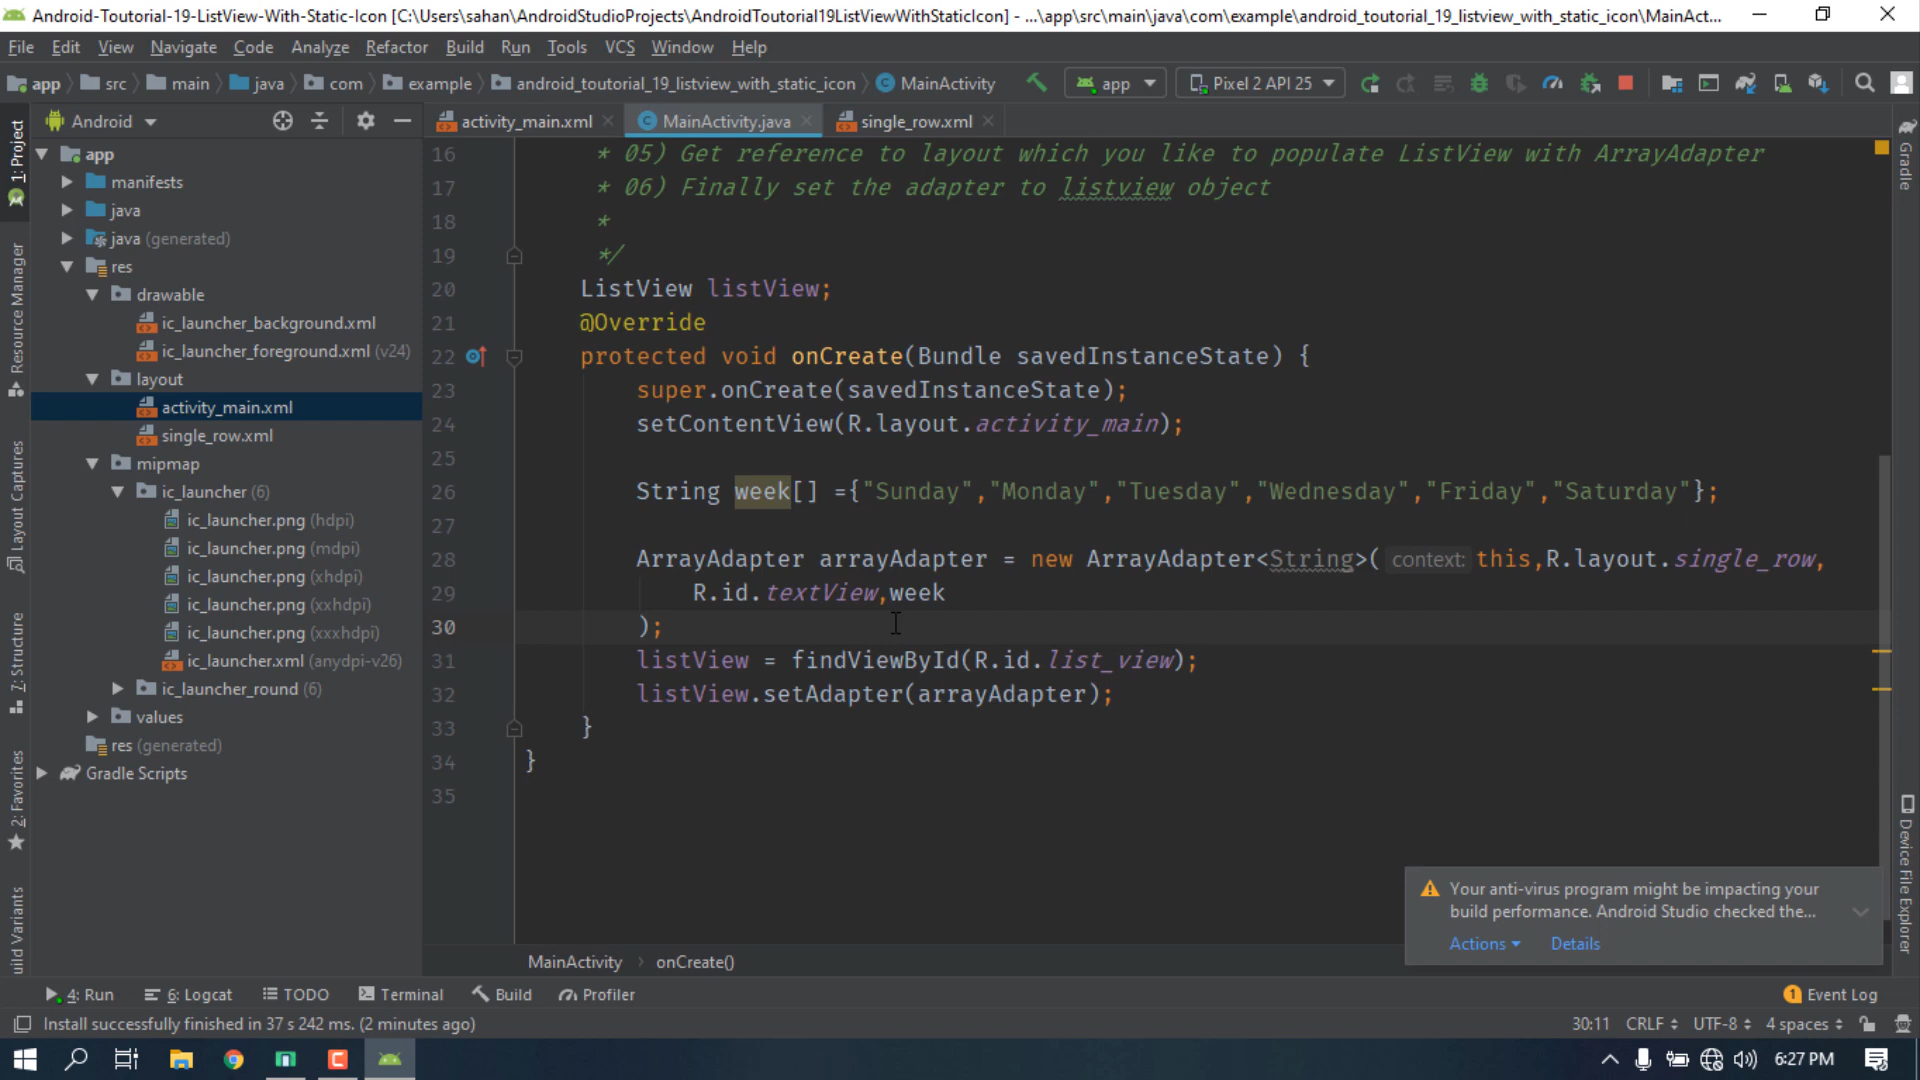 Android-Toutorial-19-ListView-With-Static-Icon [C:\Users\sahan\AndroidStudioProjects\AndroidToutorial19ListViewWithStaticIcon] - ...\app\src\main\java\com\example\android_toutorial_19_listview_with_static_icon\MainAct...
File Edit View Navigate Code Analyze Refactor Build Run Tools VCS Window Help
app src main java com example android_toutorial_19_listview_with_static_icon MainActivity app Pixel 2 API 25
Android activity_main.xml MainActivity.java single_row.xml
1: Project
Resource Manager
Layout Captures
7: Structure
2: Favorites
uild Variants
app
manifests
java
java (generated)
res
drawable
ic_launcher_background.xml
ic_launcher_foreground.xml (v24)
layout
activity_main.xml
single_row.xml
mipmap
ic_launcher (6)
ic_launcher.png (hdpi)
ic_launcher.png (mdpi)
ic_launcher.png (xhdpi)
ic_launcher.png (xxhdpi)
ic_launcher.png (xxxhdpi)
ic_launcher.xml (anydpi-v26)
ic_launcher_round (6)
values
res (generated)
Gradle Scripts
16 * 05) Get reference to layout which you like to populate ListView with ArrayAdapter
17 * 06) Finally set the adapter to listview object
18 *
19 */
20 ListView listView;
21 @Override
22 protected void onCreate(Bundle savedInstanceState) {
23 super.onCreate(savedInstanceState);
24 setContentView(R.layout.activity_main);
25
26 String week[] ={"Sunday","Monday","Tuesday","Wednesday","Friday","Saturday"};
27
28 ArrayAdapter arrayAdapter = new ArrayAdapter<String>( context: this,R.layout.single_row,
29 R.id.textView,week
30 );
31 listView = findViewById(R.id.list_view);
32 listView.setAdapter(arrayAdapter);
33 }
34 }
35
Gradle
Device File Explorer
Your anti-virus program might be impacting your
build performance. Android Studio checked the...
Actions Details
MainActivity onCreate()
4: Run 6: Logcat TODO Terminal Build Profiler 1 Event Log
Install successfully finished in 37 s 242 ms. (2 minutes ago) 30:11 CRLF UTF-8 4 spaces
6:27 PM